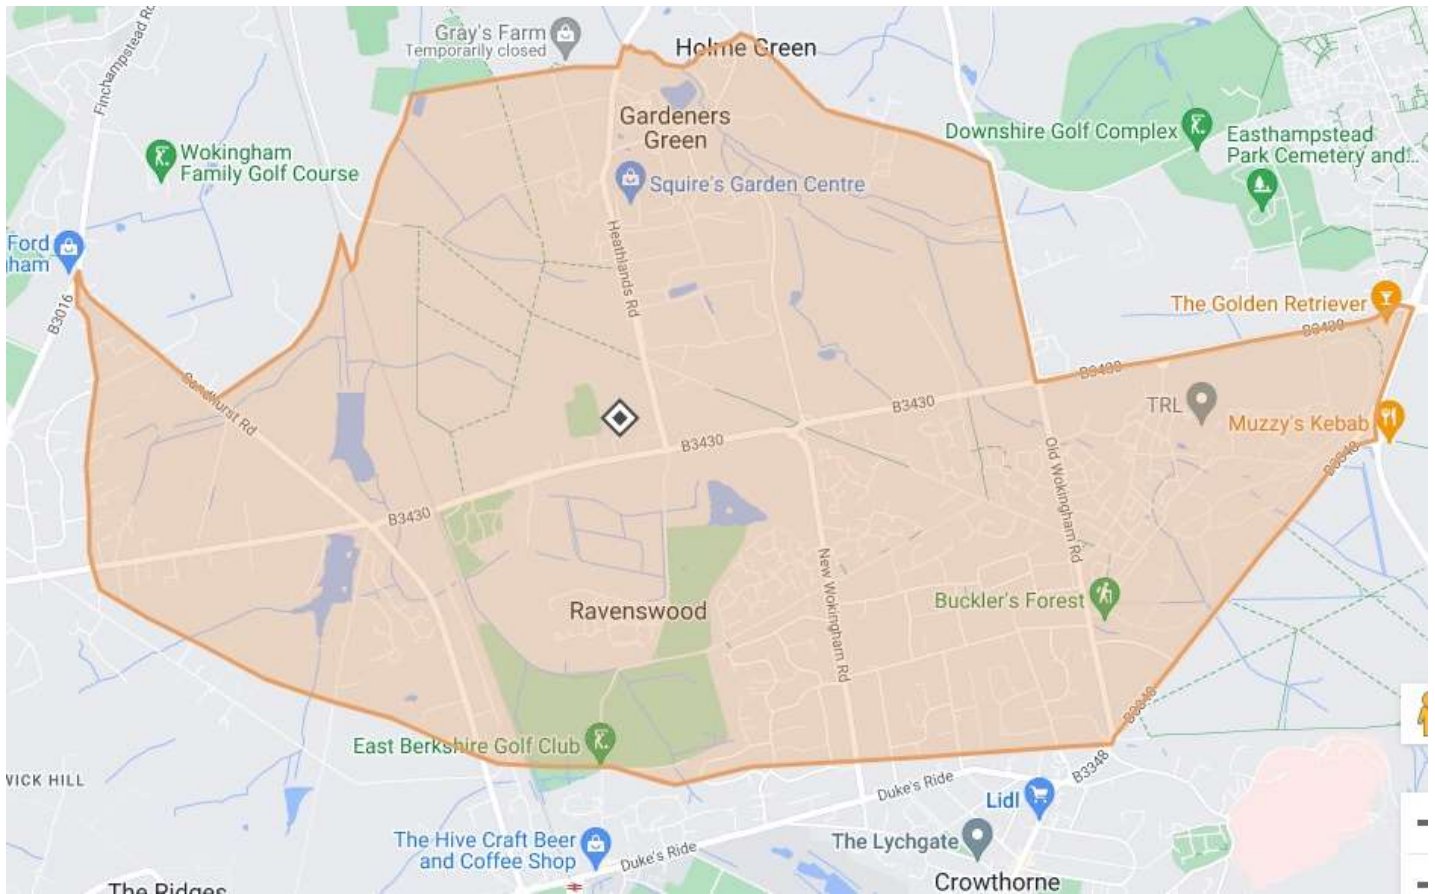 Finchampstead Rd
Gray's Farm
Temporarily closed
Holme Green
Gardeners
Green
Downshire Golf Complex
Easthampstead
Park Cemetery and...
Wokingham
Family Golf Course
Squire's Garden Centre
Ford
ham
B3016
Heathlands Rd
The Golden Retriever
B3430
B3430
Sandhurst Rd
TRL
B3430
Muzzy's Kebab
B3430
B3348
Old Wokingham Rd
B3430
New Wokingham Rd
Buckler's Forest
Ravenswood
B3348
East Berkshire Golf Club
WICK HILL
B3348
Duke's Ride
Lidl
The Hive Craft Beer
and Coffee Shop
Duke's Ride
The Lychgate
The Ridges
Crowthorne